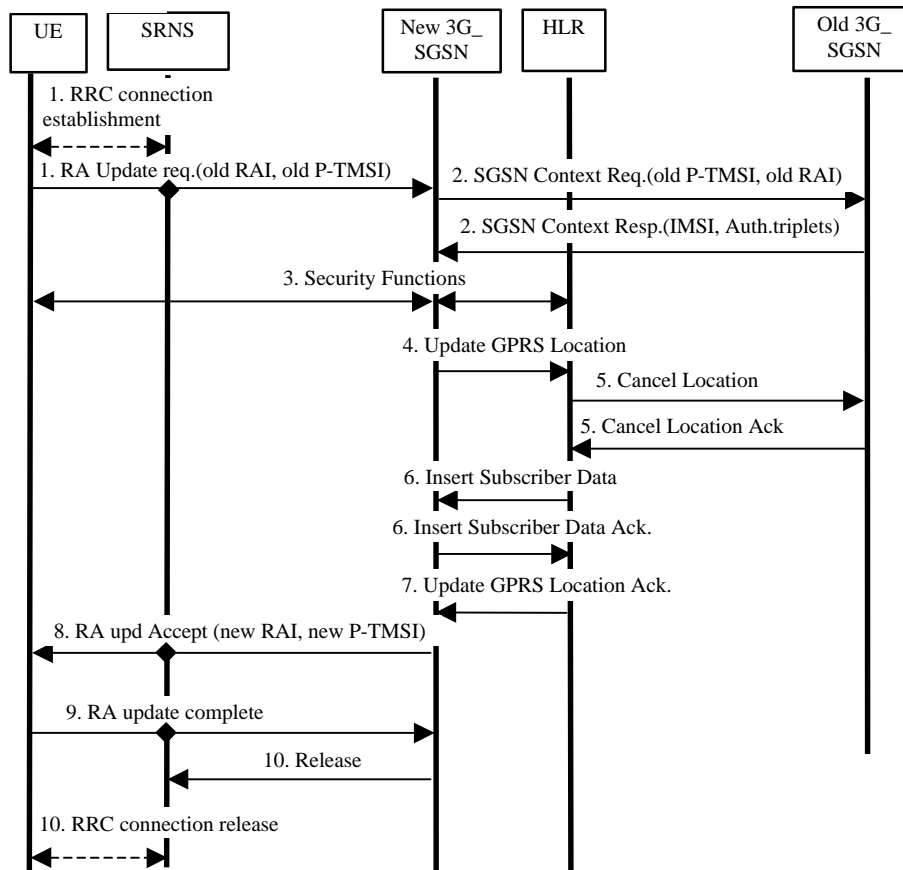 UE
SRNS
New 3G_
SGSN
HLR
Old 3G_
SGSN
1. RRC connection
establishment
1. RA Update req.(old RAI, old P-TMSI)
2. SGSN Context Req.(old P-TMSI, old RAI)
2. SGSN Context Resp.(IMSI, Auth.triplets)
3. Security Functions
4. Update GPRS Location
5. Cancel Location
5. Cancel Location Ack
6. Insert Subscriber Data
6. Insert Subscriber Data Ack.
7. Update GPRS Location Ack.
8. RA upd Accept (new RAI, new P-TMSI)
9. RA update complete
10. Release
10. RRC connection release